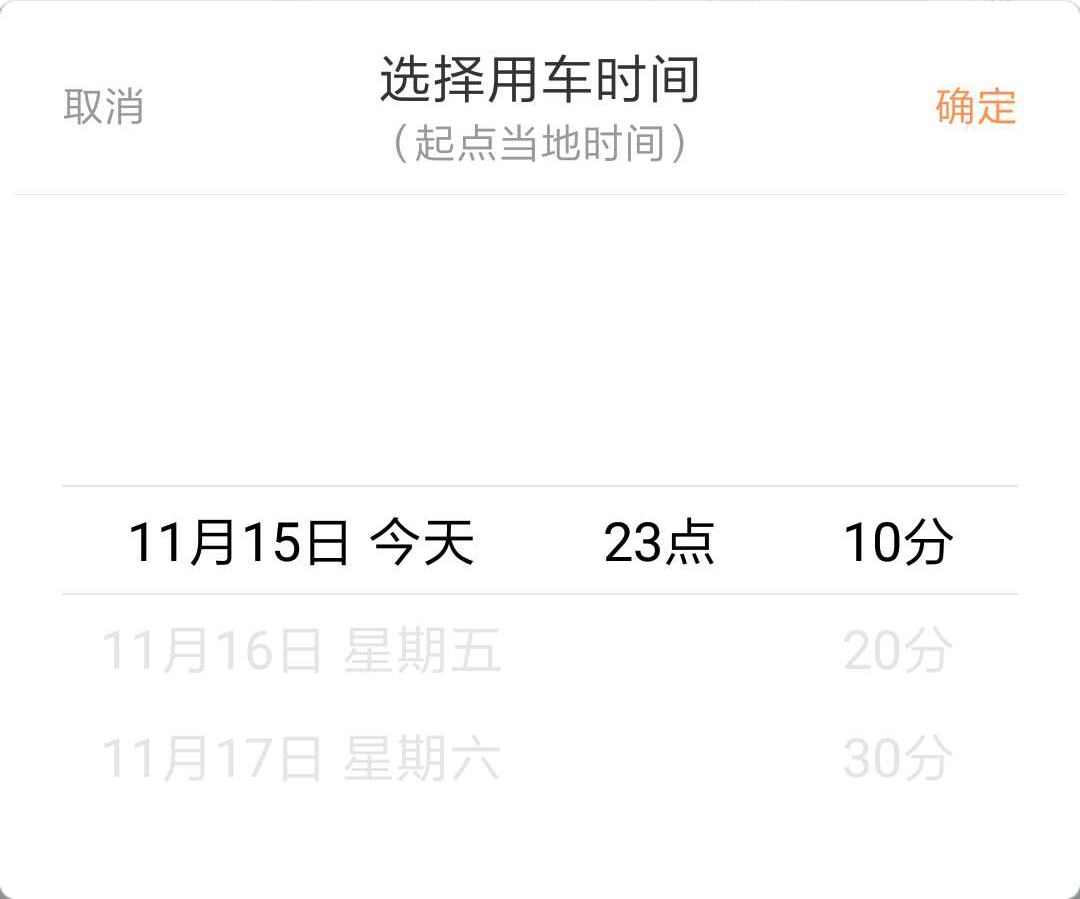 取消
选择用车时间
确定
（起点当地时间）
11月15日 今天 23点 10分
11月16日 星期五 20分
11月17日 星期六 30分